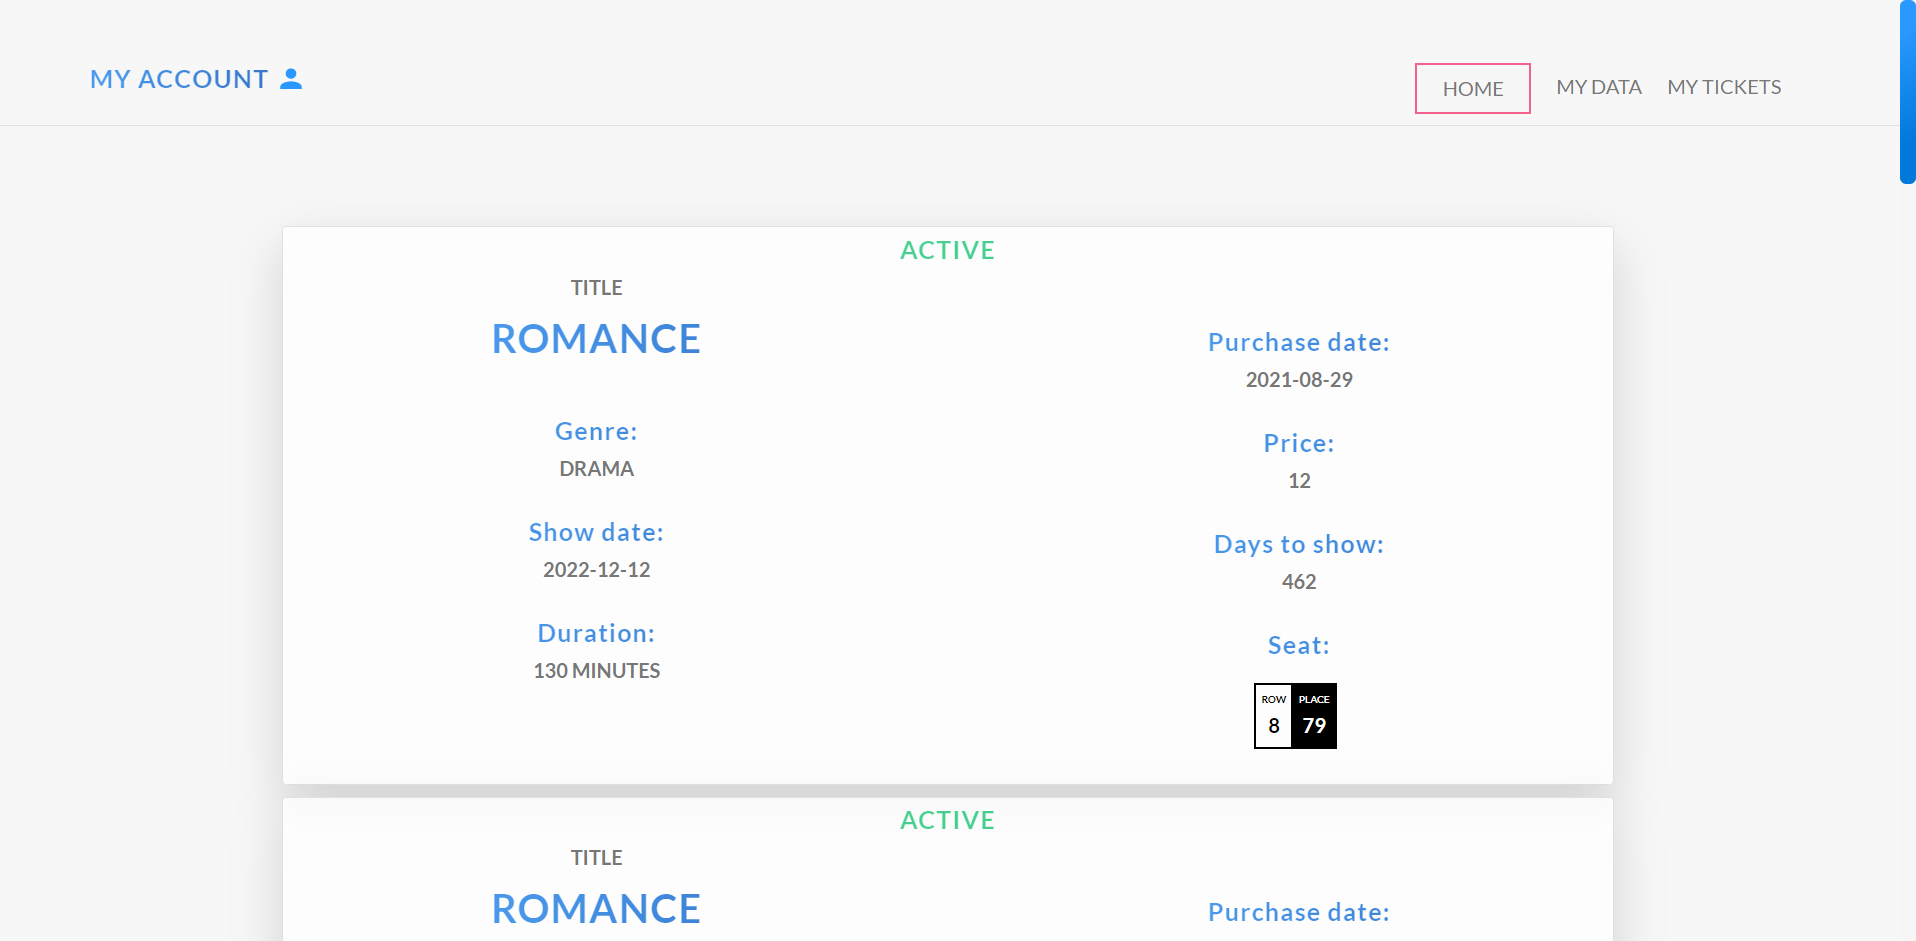 MY ACCOUNT
HOME
MY DATA
MY TICKETS
ACTIVE
TITLE
ROMANCE
Genre:
DRAMA
Show date:
2022-12-12
Duration:
130 MINUTES
Purchase date:
2021-08-29
Price:
12
Days to show:
462
Seat:
ROW PLACE
8 79
ACTIVE
TITLE
ROMANCE
Purchase date: